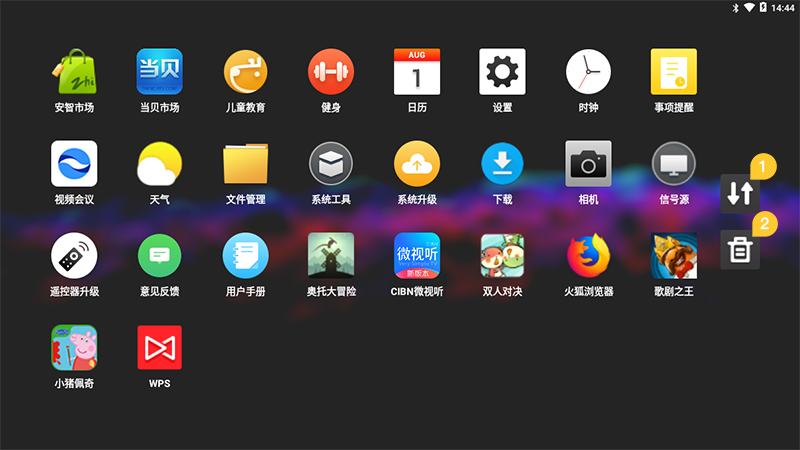 14:44
zhi
当贝
AUG
1
安智市场
当贝市场
儿童教育
健身
日历
设置
时钟
事项提醒
1
视频会议
天气
文件管理
系统工具
系统升级
下载
相机
信号源
2
微视听
新版本
遥控器升级
意见反馈
用户手册
奥托大冒险
CIBN微视听
双人对决
火狐浏览器
歌剧之王
小猪佩奇
WPS